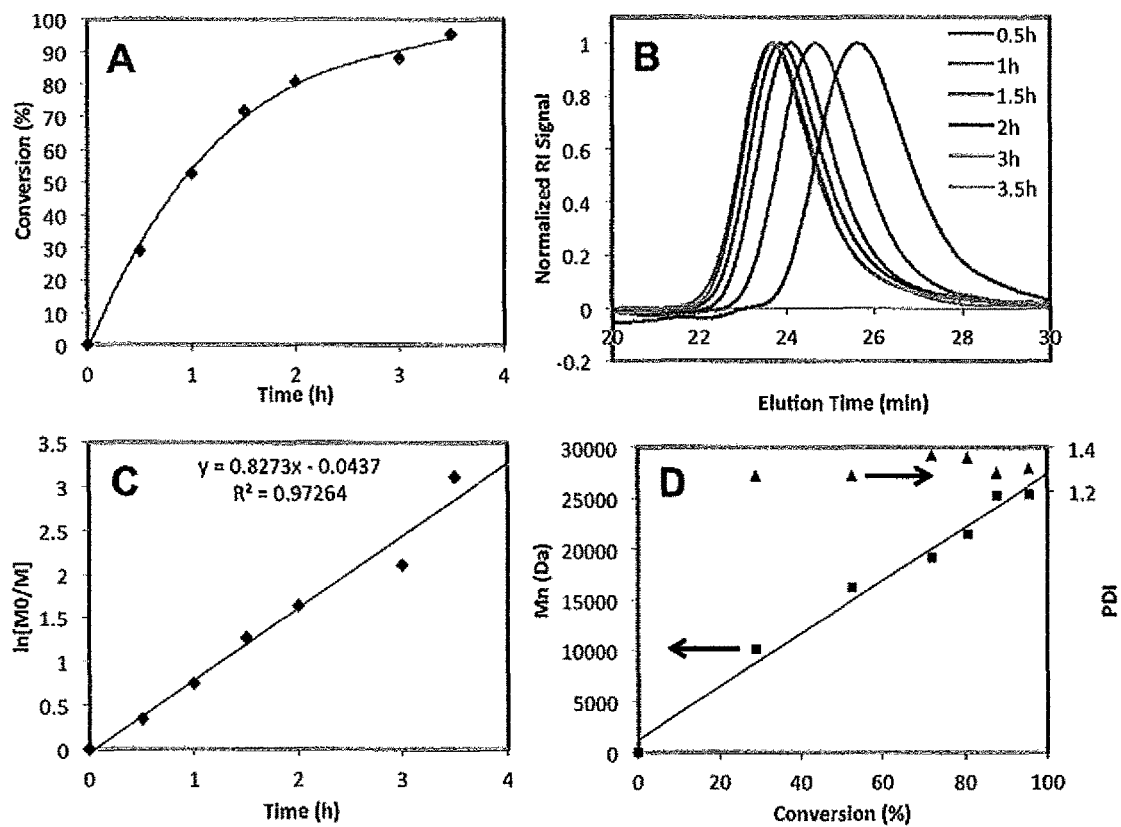 A
Conversion (%)
100
90
80
70
60
50
40
30
20
10
0
0 1 2 3 4
Time (h)
B
Normalized RI Signal
1
0.8
0.6
0.4
0.2
0
-0.2
20 22 24 26 28 30
Elution Time (min)
0.5h
1h
1.5h
2h
3h
3.5h
C
y = 0.8273x - 0.0437
R² = 0.97264
ln[M0/M]
3.5
3
2.5
2
1.5
1
0.5
0
0 1 2 3 4
Time (h)
D
Mn (Da)
30000
25000
20000
15000
10000
5000
0
0 20 40 60 80 100
Conversion (%)
1.4
1.2
PDI